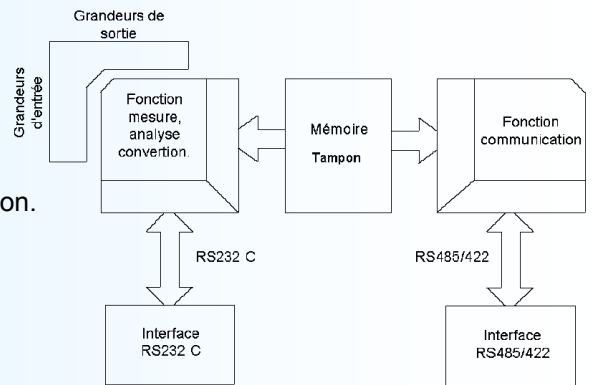 Grandeurs de
sortie
Grandeurs
d'entrée
Fonction
mesure,
analyse
convertion.
Mémoire
Tampon
Fonction
communication
on.
RS232 C
RS485/422
Interface
RS232 C
Interface
RS485/422